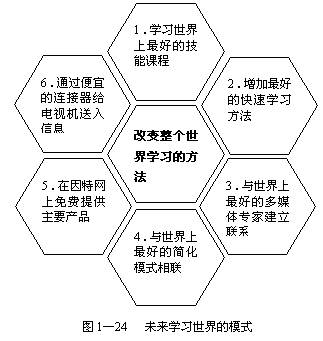 1.学习世界
上最好的技
能课程
6.通过便宜
的连接器给
电视机送入
信息
2.增加最好
的快速学习
方法
改变整个世
界学习的方
法
5.在因特网
上免费提供
主要产品
3.与世界上
最好的多媒
体专家建立
联系
4.与世界上
最好的简化
模式相联
图1—24 未来学习世界的模式